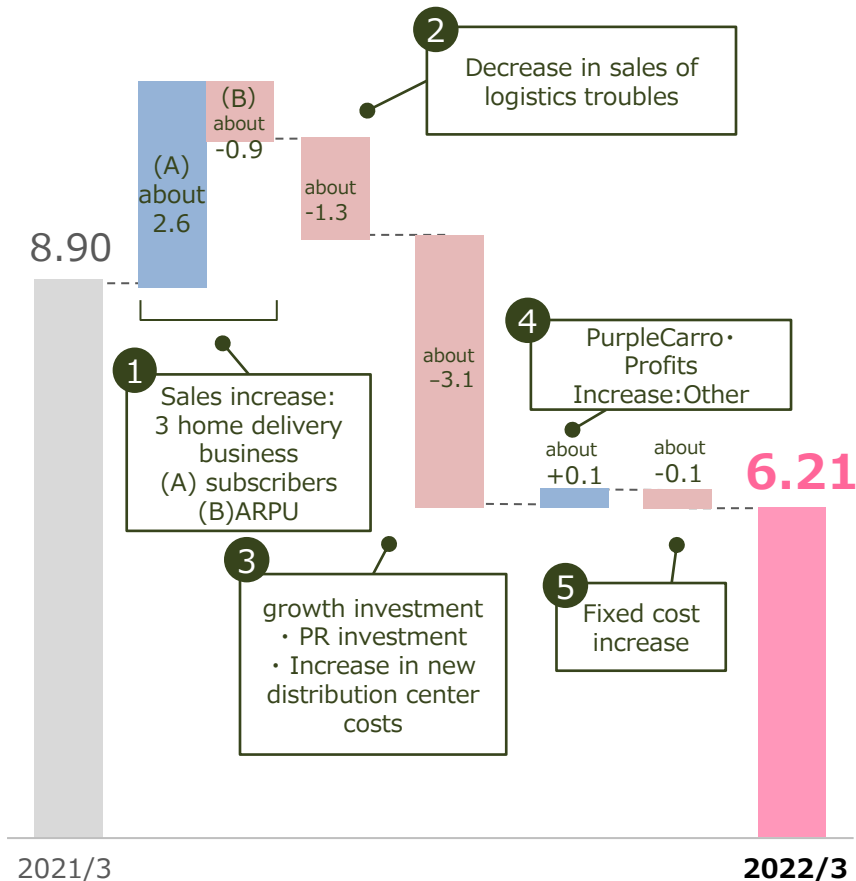 2
Decrease in sales of
logistics troubles
(B)
about
-0.9
(A)
about
2.6
about
-1.3
8.90
about
-3.1
4
PurpleCarro・
Profits
Increase:Other
1
Sales increase:
3 home delivery
business
(A) subscribers
(B)ARPU
about
+0.1
about
-0.1
6.21
3
growth investment
・ PR investment
・ Increase in new
distribution center
costs
5
Fixed cost
increase
2021/3
2022/3